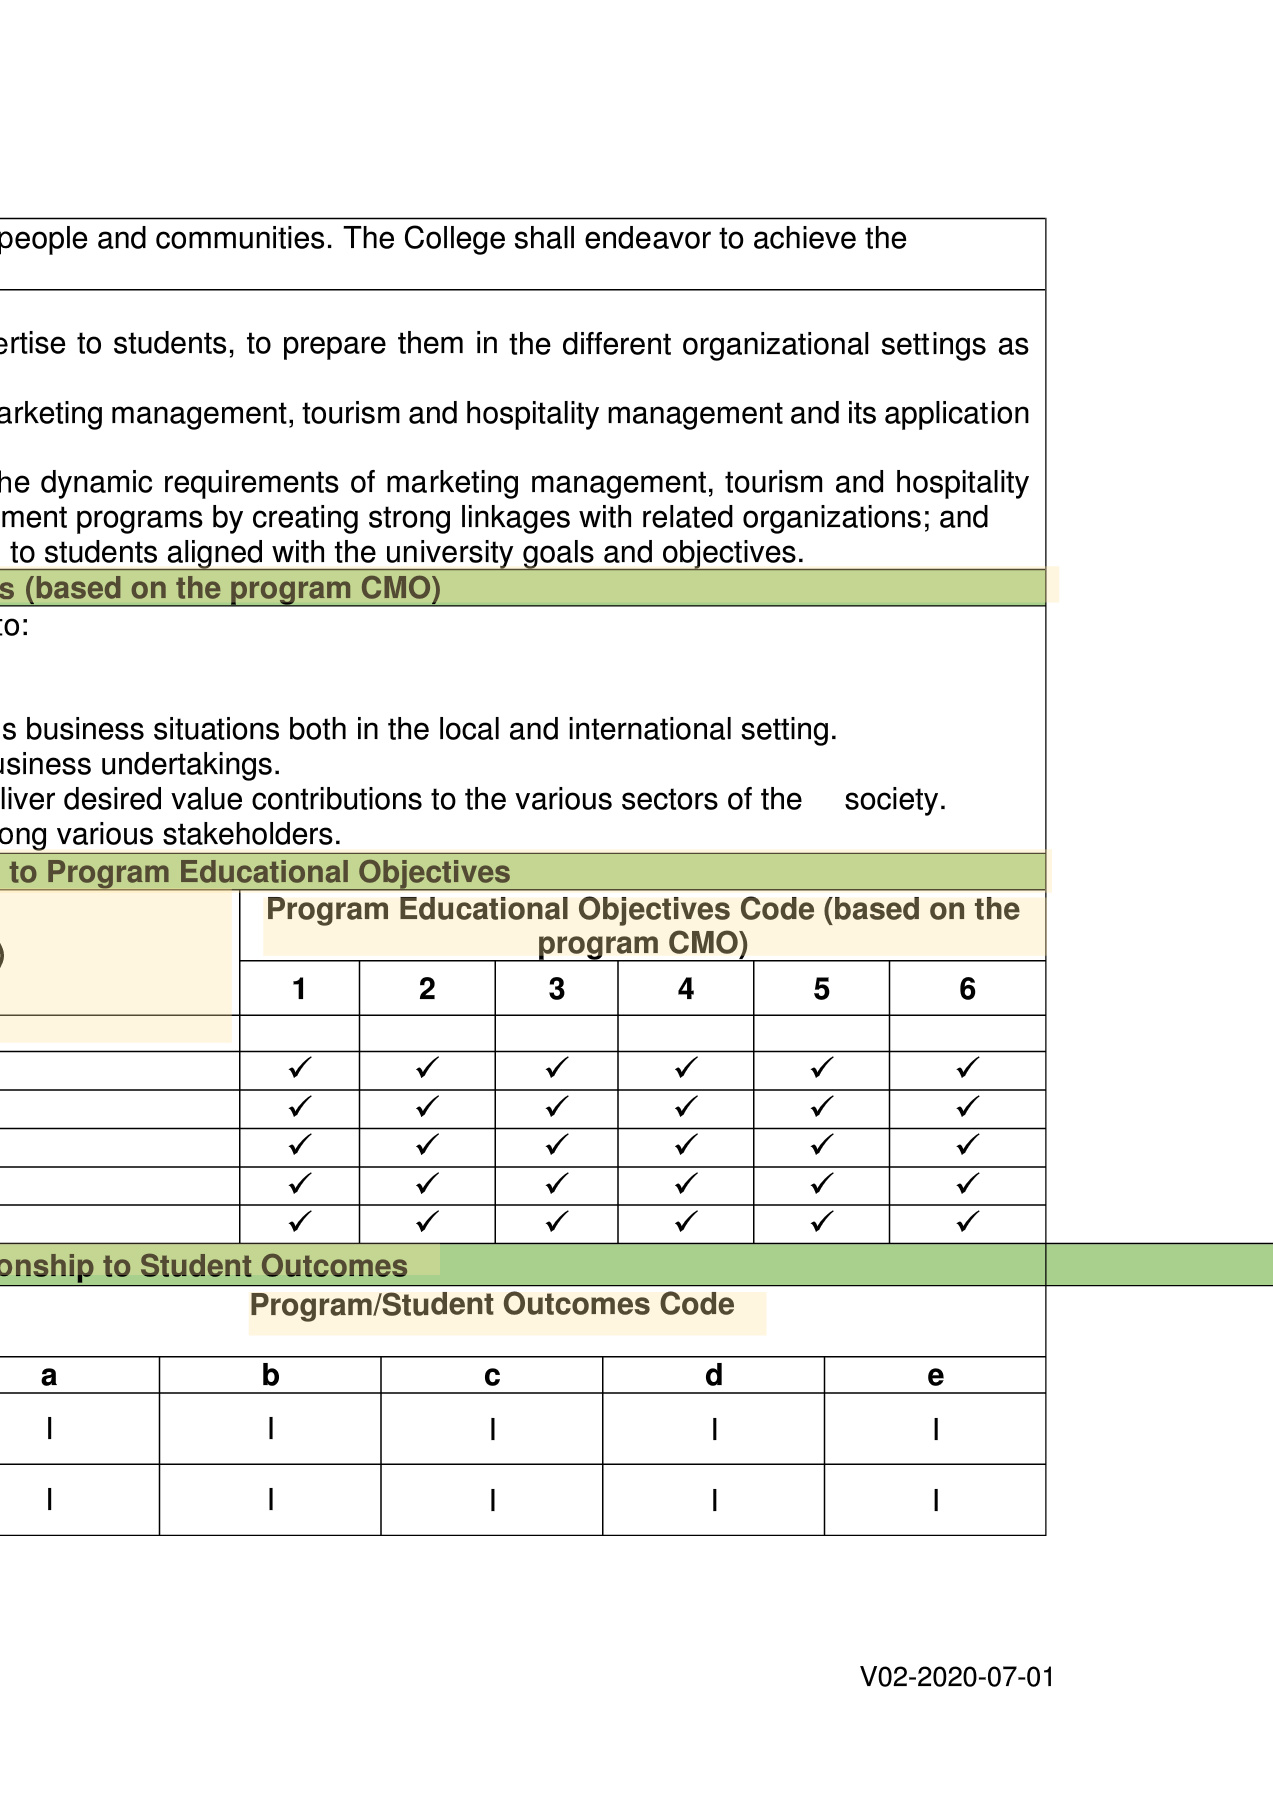 people and communities. The College shall endeavor to achieve the
ertise to students, to prepare them in the different organizational settings as
arketing management, tourism and hospitality management and its application
he dynamic requirements of marketing management, tourism and hospitality
ment programs by creating strong linkages with related organizations; and
to students aligned with the university goals and objectives.
s (based on the program CMO)
to:
s business situations both in the local and international setting.
usiness undertakings.
liver desired value contributions to the various sectors of the society.
ong various stakeholders.
to Program Educational Objectives
Program Educational Objectives Code (based on the
program CMO)
)
1 2 3 4 5 6
✓ ✓ ✓ ✓ ✓ ✓
✓ ✓ ✓ ✓ ✓ ✓
✓ ✓ ✓ ✓ ✓ ✓
✓ ✓ ✓ ✓ ✓ ✓
✓ ✓ ✓ ✓ ✓ ✓
onship to Student Outcomes
Program/Student Outcomes Code
a b c d e
I I I I I
I I I I I
V02-2020-07-01